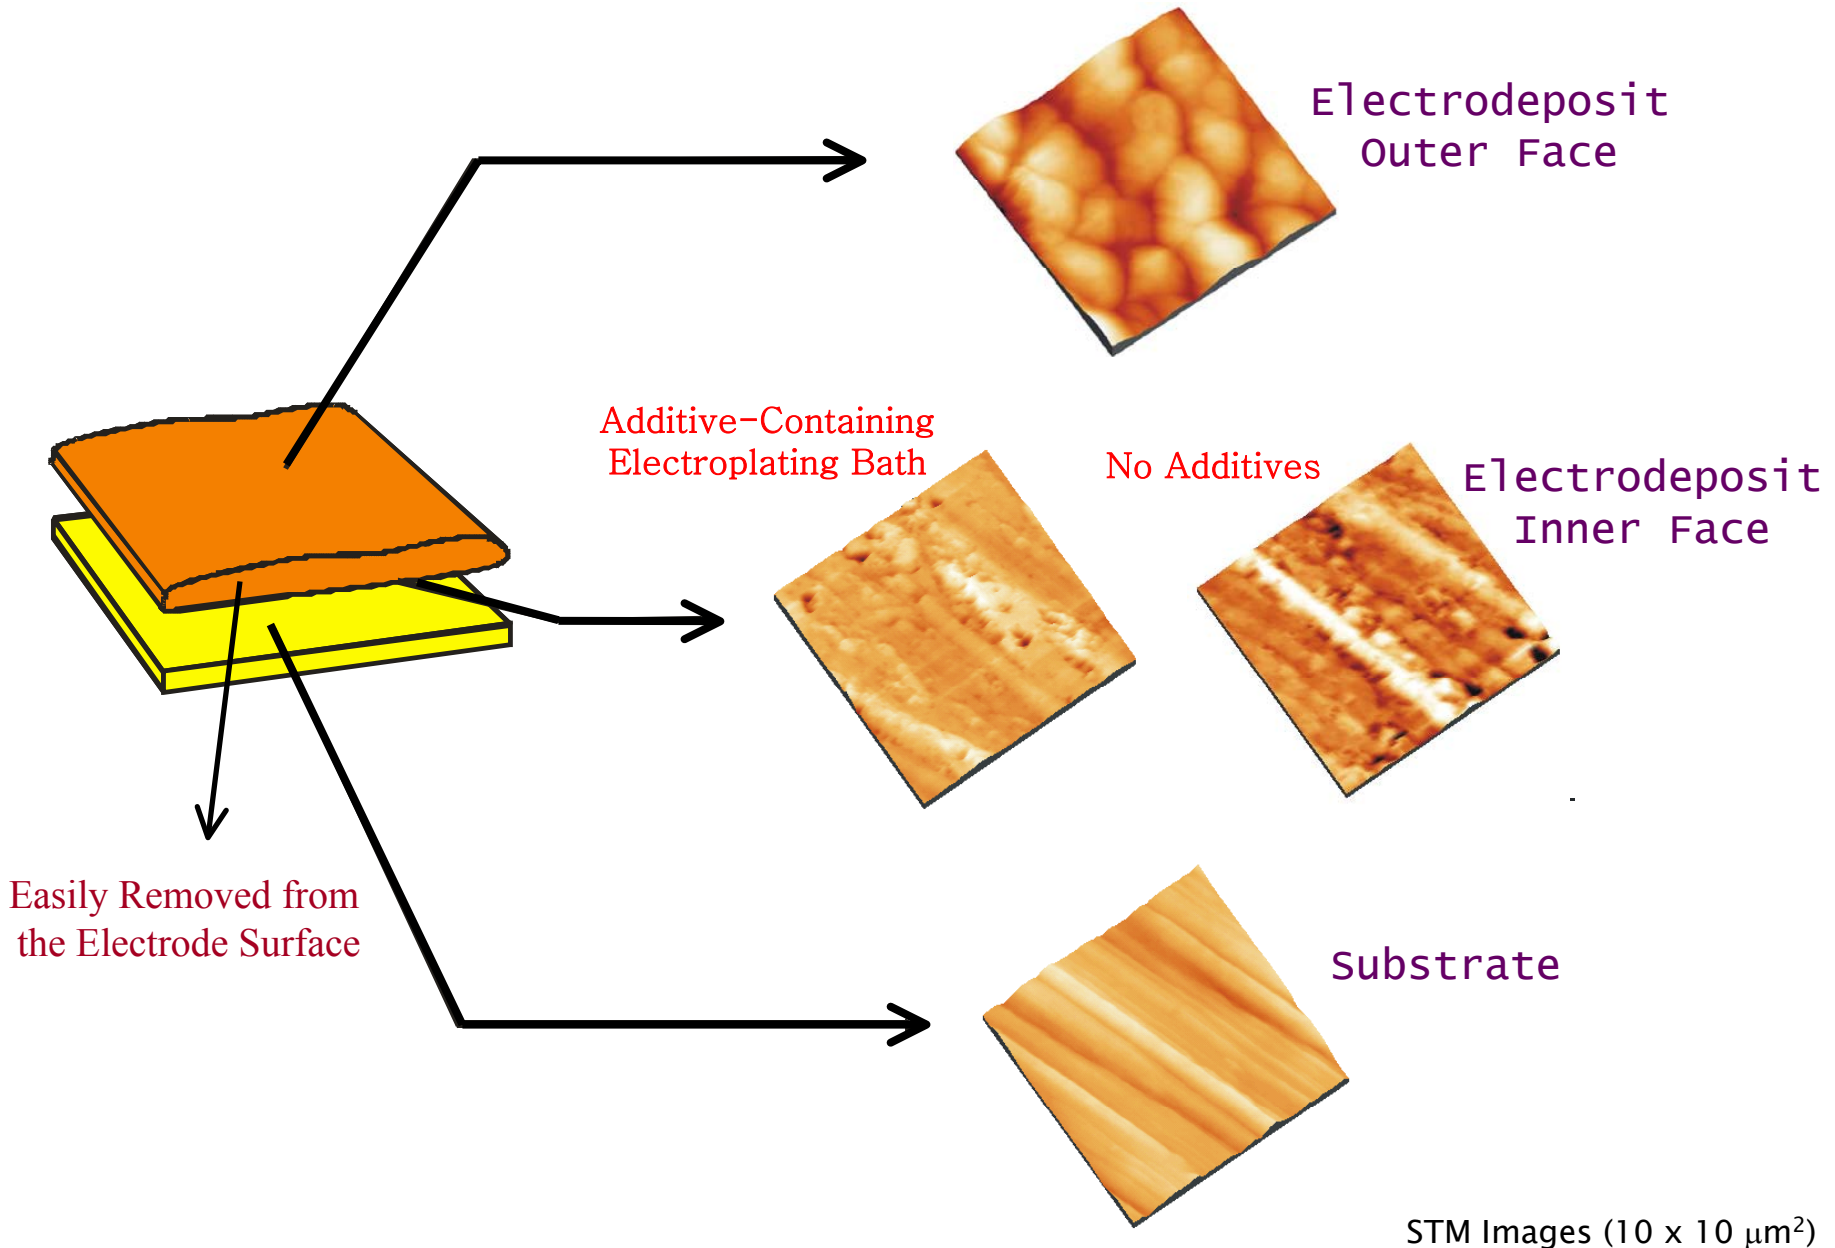 Electrodeposit
Outer Face
Additive-Containing
Electroplating Bath
No Additives
Electrodeposit
Inner Face
Easily Removed from
the Electrode Surface
Substrate
STM Images (10 x 10 μm²)